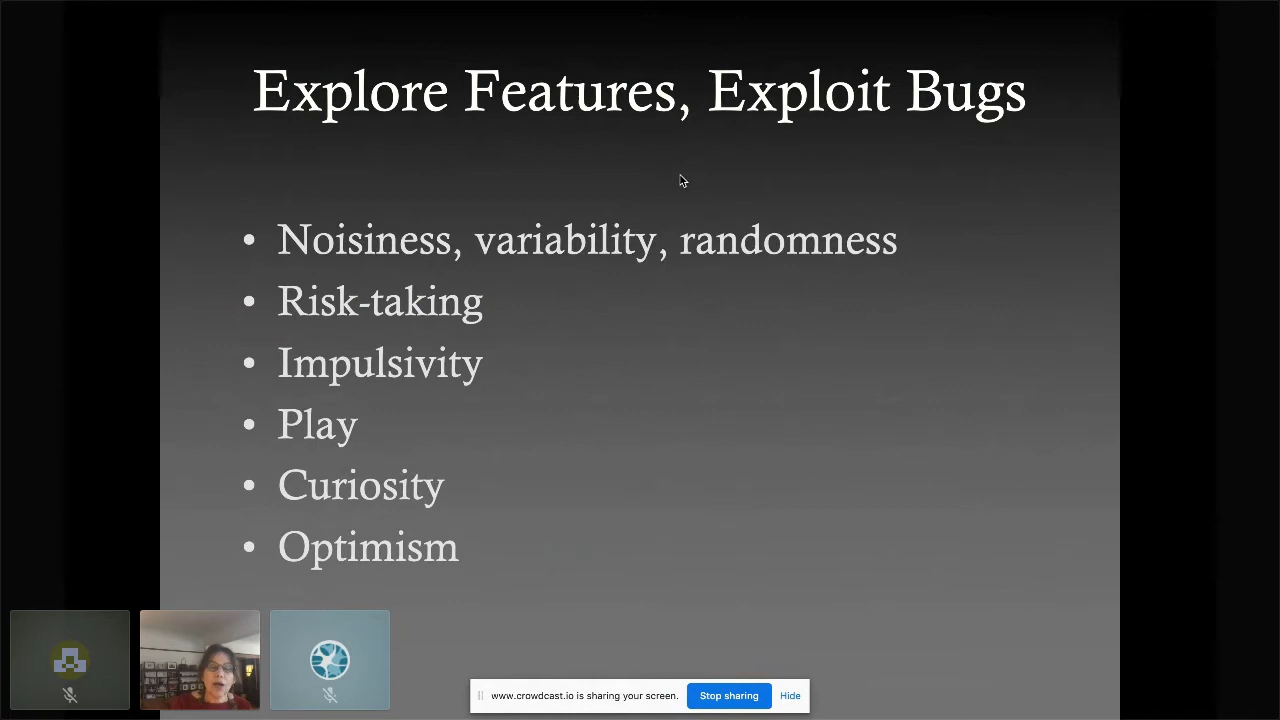 Explore Features, Exploit Bugs
• Noisiness, variability, randomness
• Risk-taking
• Impulsivity
• Play
• Curiosity
• Optimism
www.crowdcast.io is sharing your screen. Stop sharing Hide